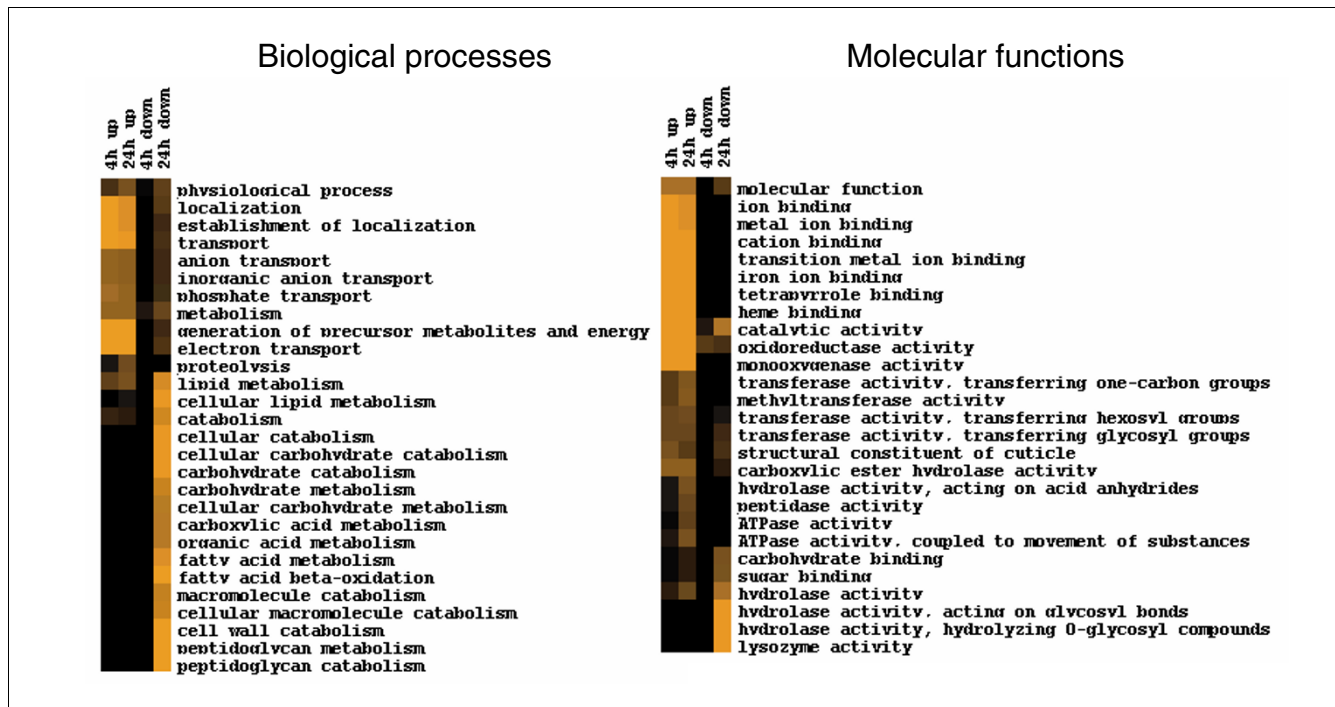 Biological processes
4h up
24h up
4h down
24h down
physiological process
localization
establishment of localization
transport
anion transport
inorganic anion transport
phosphate transport
metabolism
generation of precursor metabolites and energy
electron transport
proteolysis
lipid metabolism
cellular lipid metabolism
catabolism
cellular catabolism
cellular carbohydrate catabolism
carbohydrate catabolism
carbohydrate metabolism
cellular carbohydrate metabolism
carboxylic acid metabolism
organic acid metabolism
fatty acid metabolism
fatty acid beta-oxidation
macromolecule catabolism
cellular macromolecule catabolism
cell wall catabolism
peptidoglycan metabolism
peptidoglycan catabolism
Molecular functions
4h up
24h up
4h down
24h down
molecular function
ion binding
metal ion binding
cation binding
transition metal ion binding
iron ion binding
tetrapyrrole binding
heme binding
catalytic activity
oxidoreductase activity
monooxygenase activity
transferase activity, transferring one-carbon groups
methyltransferase activity
transferase activity, transferring hexosyl groups
transferase activity, transferring glycosyl groups
structural constituent of cuticle
carboxylic ester hydrolase activity
hydrolase activity, acting on acid anhydrides
peptidase activity
ATPase activity
ATPase activity, coupled to movement of substances
carbohydrate binding
sugar binding
hydrolase activity
hydrolase activity, acting on glycosyl bonds
hydrolase activity, hydrolyzing O-glycosyl compounds
lysozyme activity